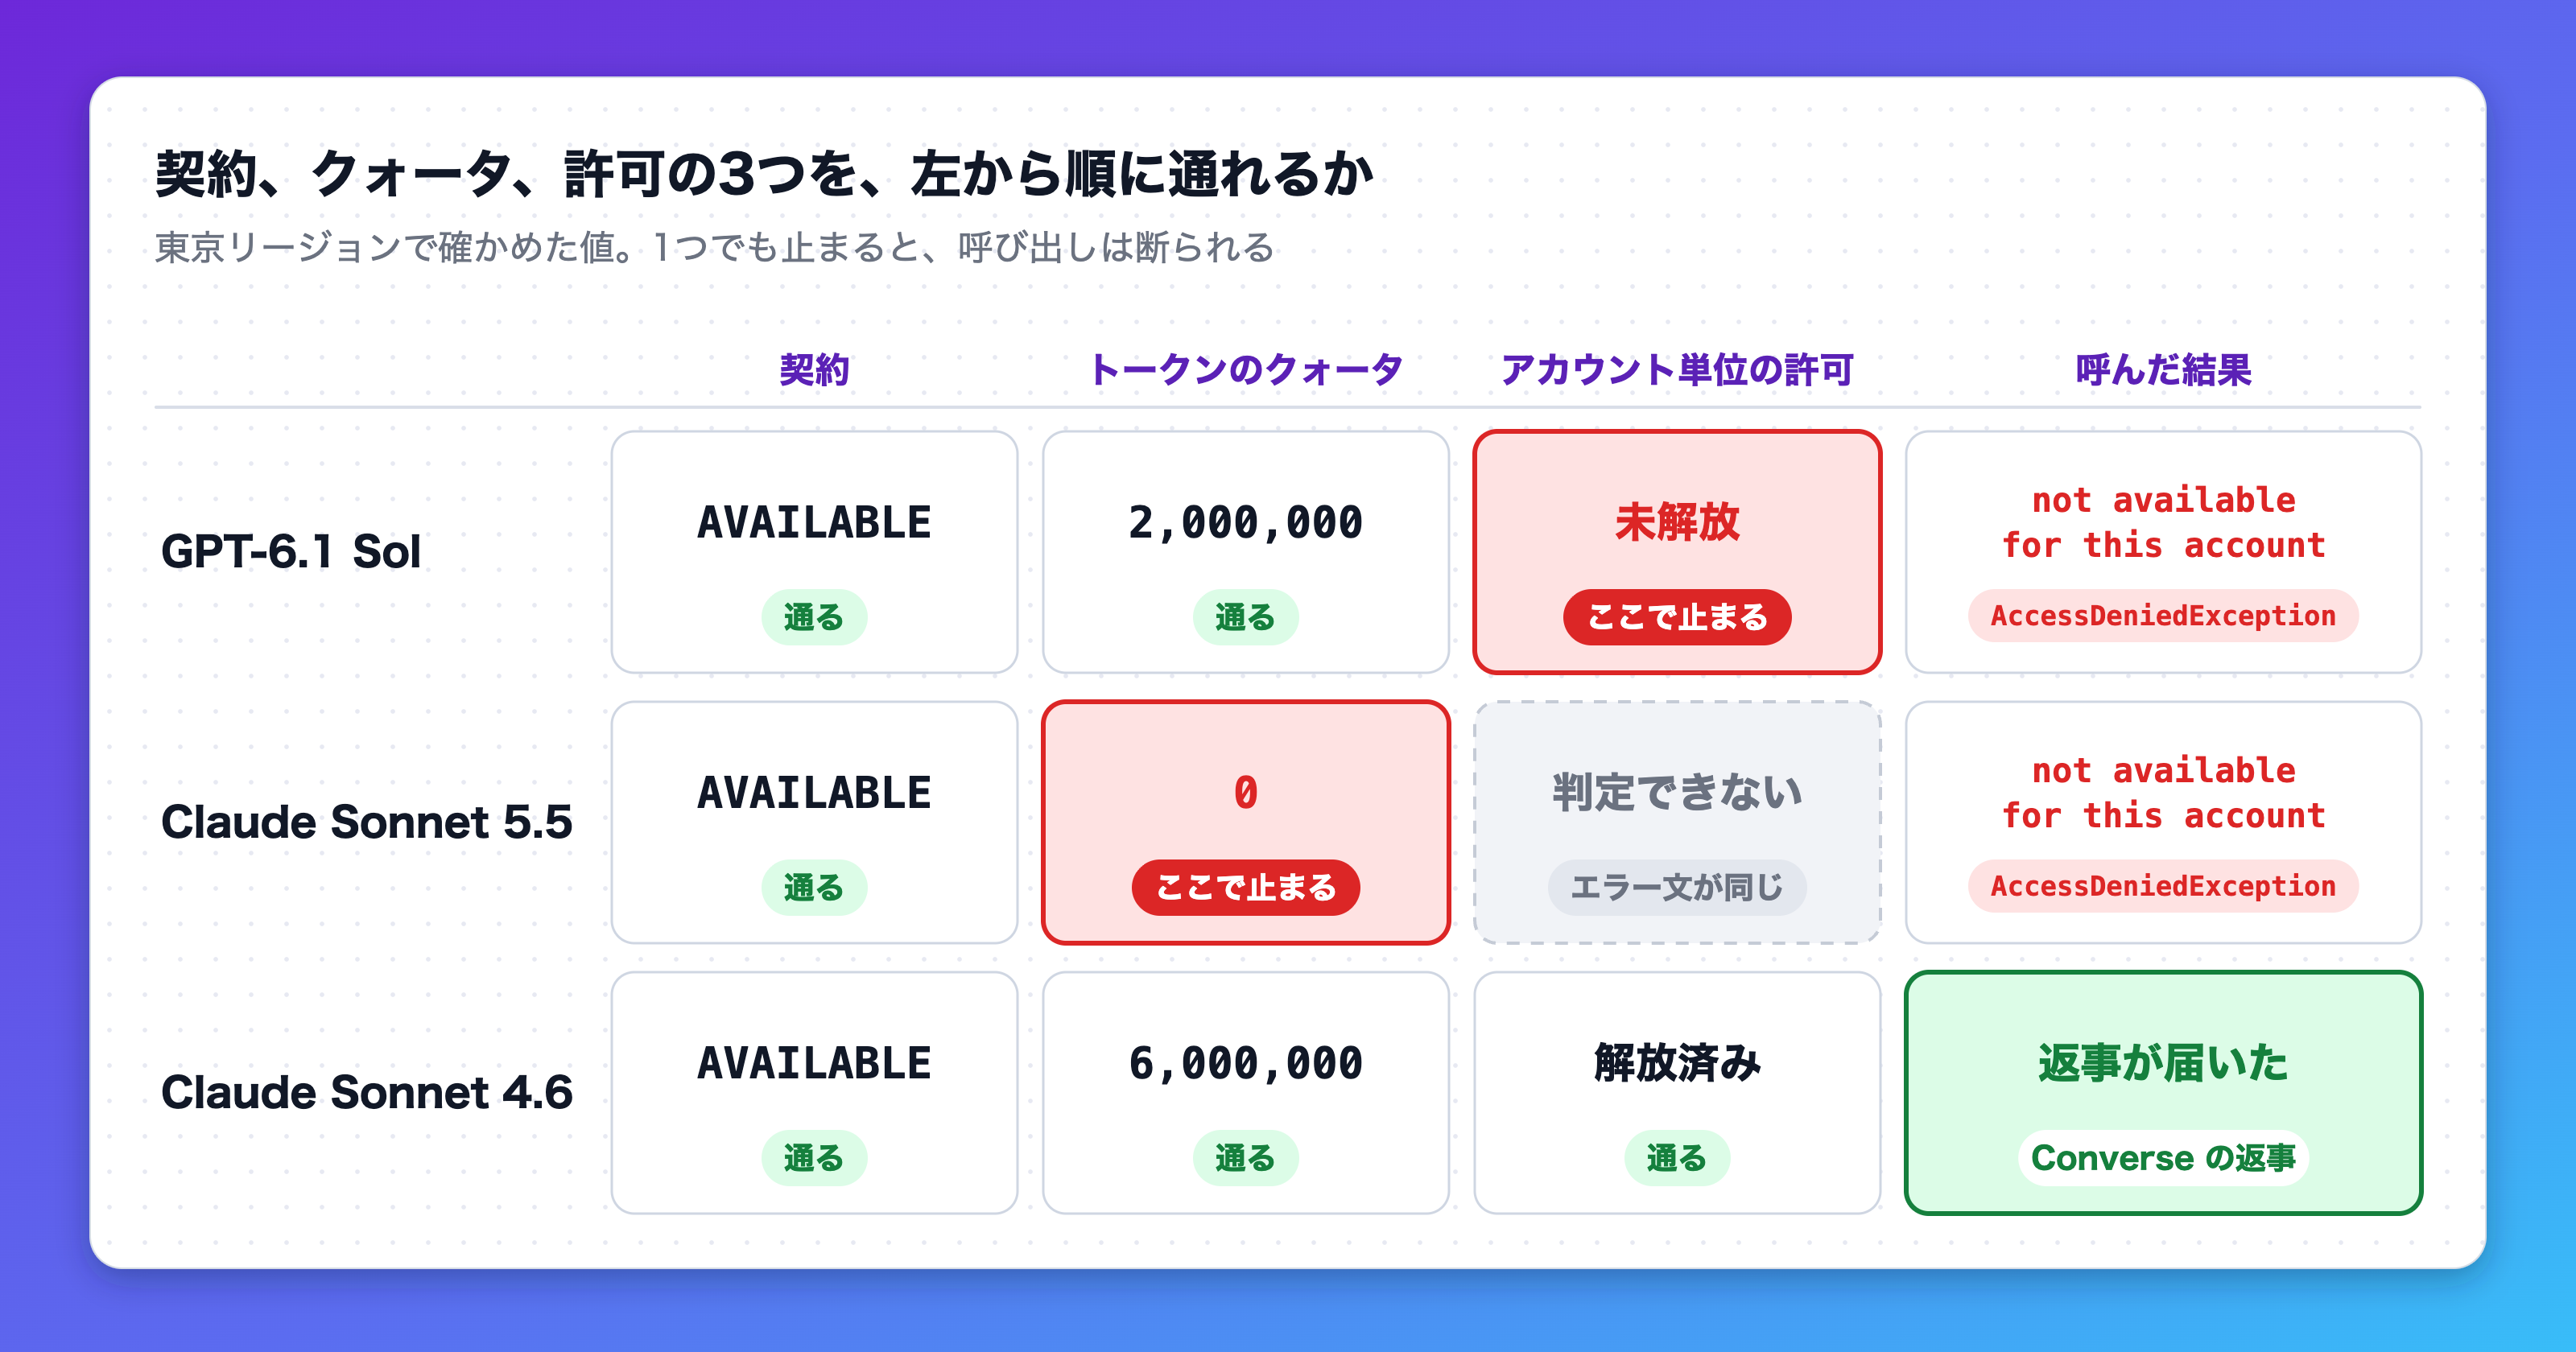 契約、クォータ、許可の3つを、左から順に通れるか
東京リージョンで確かめた値。1つでも止まると、呼び出しは断られる
契約
トークンのクォータ
アカウント単位の許可
呼んだ結果
GPT-6.1 Sol
AVAILABLE
通る
2,000,000
通る
未解放
ここで止まる
not available
for this account
AccessDeniedException
Claude Sonnet 5.5
AVAILABLE
通る
0
ここで止まる
判定できない
エラー文が同じ
not available
for this account
AccessDeniedException
Claude Sonnet 4.6
AVAILABLE
通る
6,000,000
通る
解放済み
通る
返事が届いた
Converse の返事